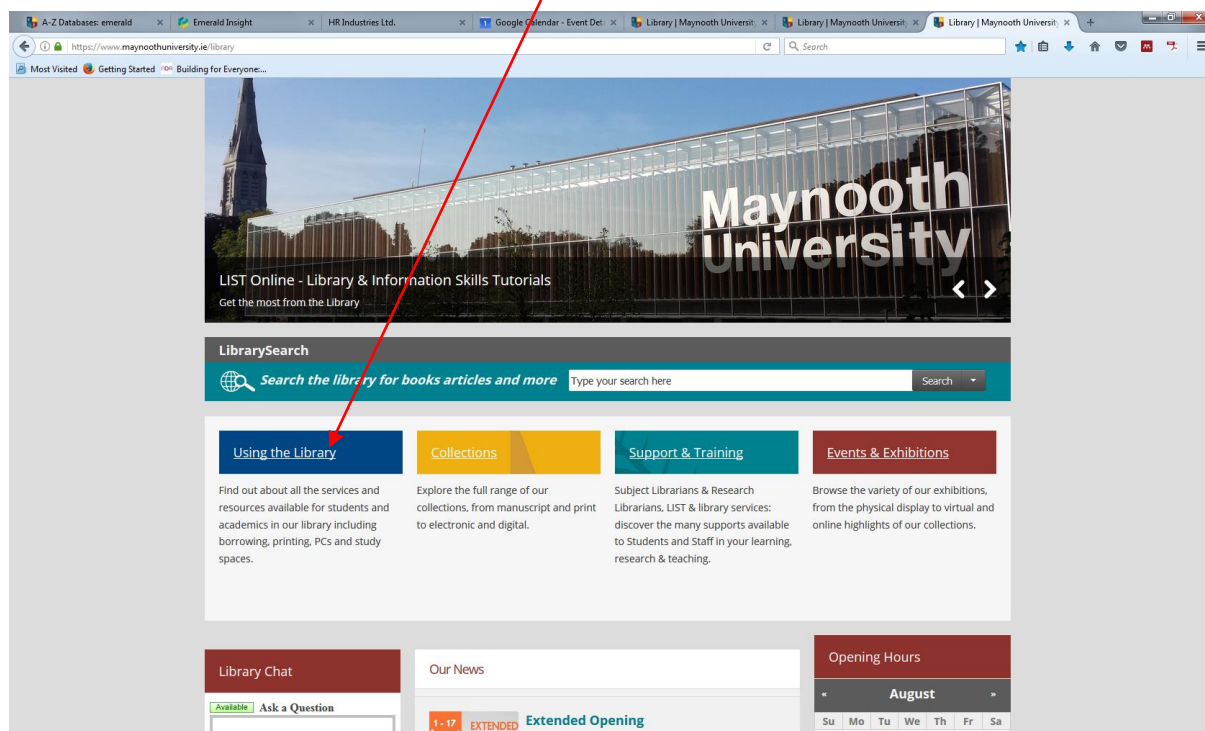 A-Z Databases: emerald
Emerald Insight
HR Industries Ltd.
Google Calendar - Event Deta
Library | Maynooth Universit
Library | Maynooth Universit
Library | Maynooth Universit
https://www.maynoothuniversity.ie/library
Search
Most Visited Getting Started Building for Everyone:...
Maynooth
University
LIST Online - Library & Information Skills Tutorials
Get the most from the Library
LibrarySearch
Search the library for books articles and more Type your search here Search
Using the Library
Find out about all the services and
resources available for students and
academics in our library including
borrowing, printing, PCs and study
spaces.
Collections
Explore the full range of our
collections, from manuscript and print
to electronic and digital.
Support & Training
Subject Librarians & Research
Librarians, LIST & library services:
discover the many supports available
to Students and Staff in your learning,
research & teaching.
Events & Exhibitions
Browse the variety of our exhibitions,
from the physical display to virtual and
online highlights of our collections.
Library Chat
Available Ask a Question
Our News
1 - 17 EXTENDED Extended Opening
Opening Hours
« August »
Su Mo Tu We Th Fr Sa